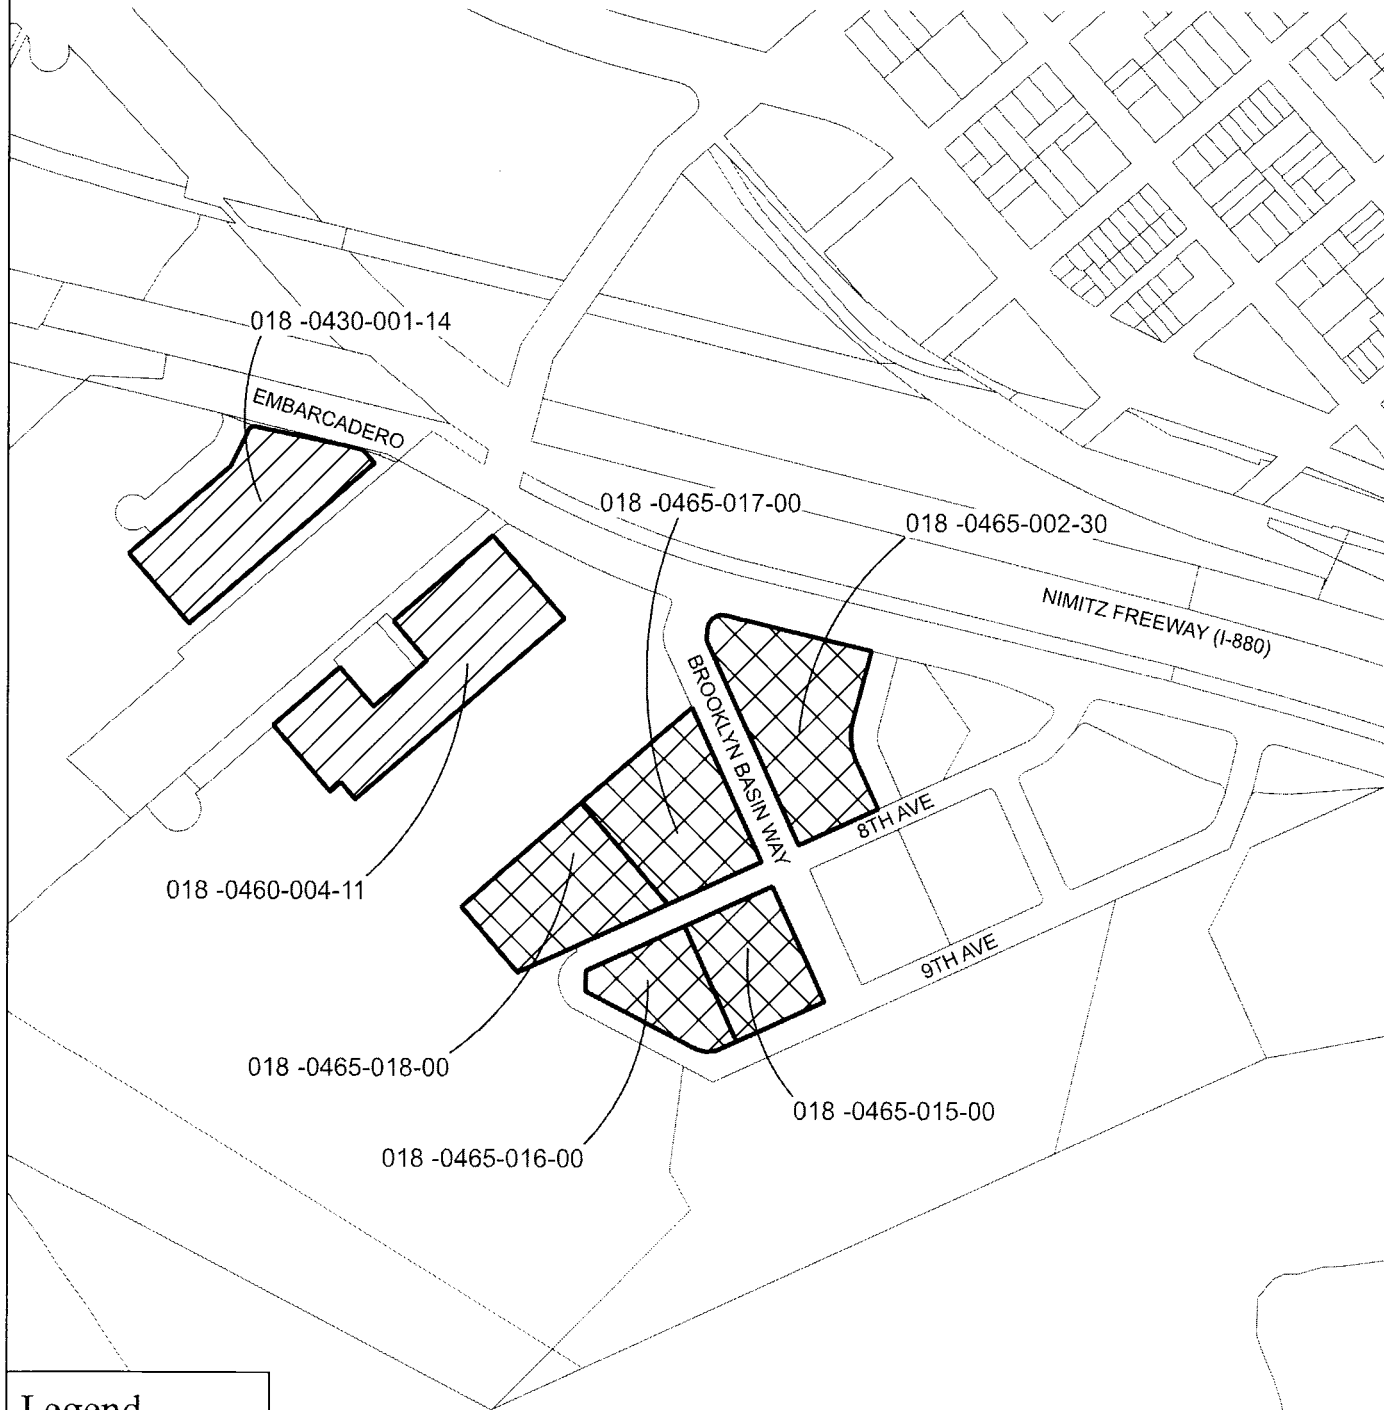 018 -0430-001-14
EMBARCADERO
018 -0465-017-00
018 -0465-002-30
NIMITZ FREEWAY (I-880)
BROOKLYN BASIN WAY
8TH AVE
018 -0460-004-11
9TH AVE
018 -0465-018-00
018 -0465-015-00
018 -0465-016-00
Legend